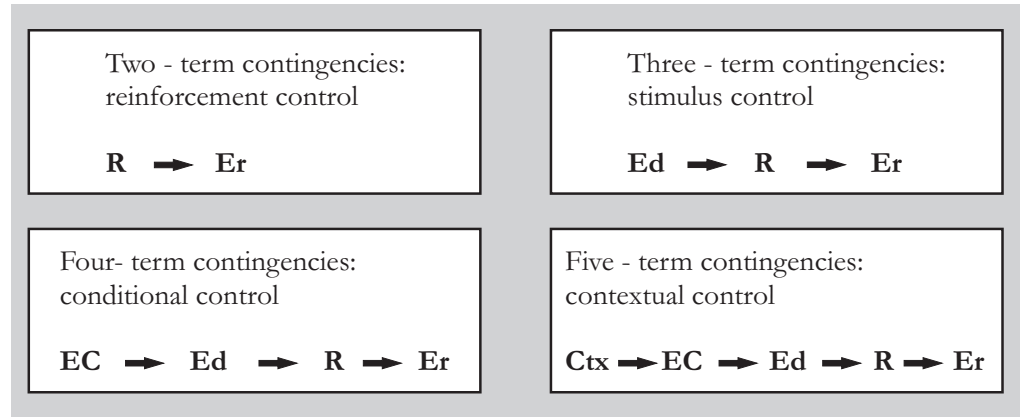 Two - term contingencies:
reinforcement control
R → Er
Three - term contingencies:
stimulus control
Ed → R → Er
Four- term contingencies:
conditional control
EC → Ed → R → Er
Five - term contingencies:
contextual control
Ctx → EC → Ed → R → Er